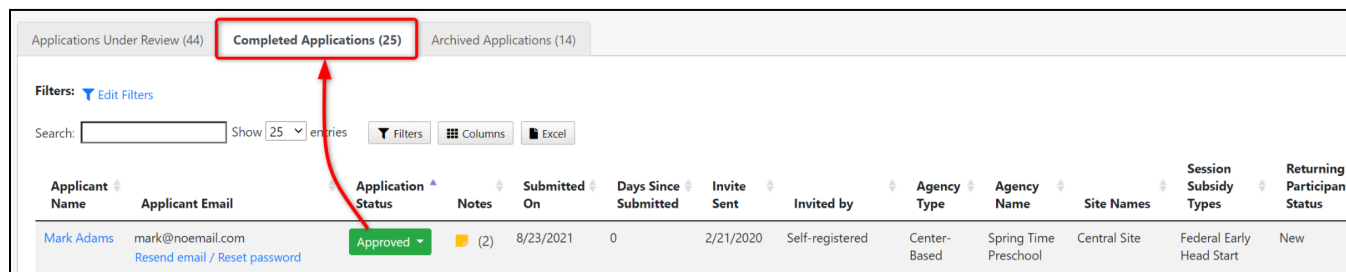 Applications Under Review (44) Completed Applications (25) Archived Applications (14)
Filters: Edit Filters
Search: Show 25 entries Filters Columns Excel
Applicant Name Applicant Email Application Status Notes Submitted On Days Since Submitted Invite Sent Invited by Agency Type Agency Name Site Names Session Subsidy Types Returning Participan Status
Mark Adams mark@noemail.com Approved (2) 8/23/2021 0 2/21/2020 Self-registered Center-Based Spring Time Preschool Central Site Federal Early Head Start New
Resend email / Reset password